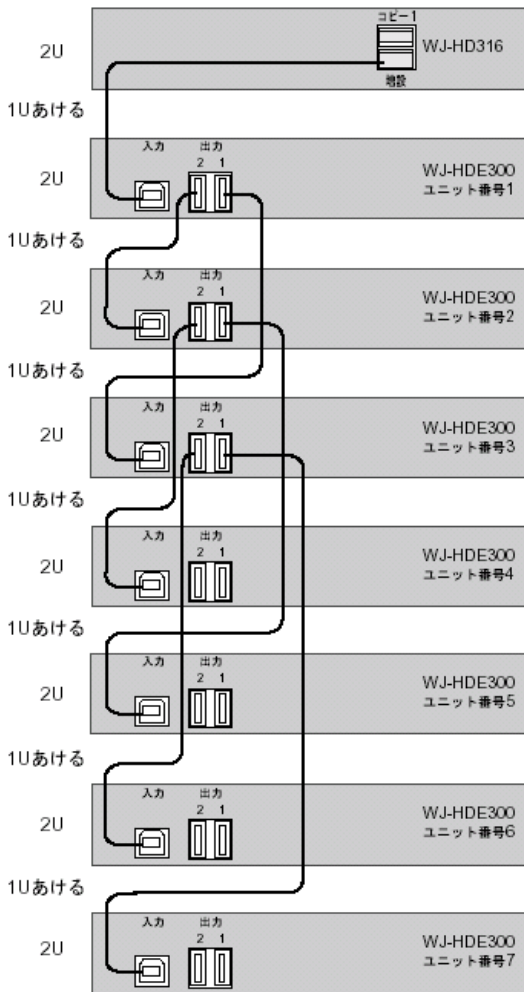 コピー1
2U
WJ-HD316
増設
1Uあける
入力 出力
2 1
2U
WJ-HDE300
ユニット番号1
1Uあける
入力 出力
2 1
2U
WJ-HDE300
ユニット番号2
1Uあける
入力 出力
2 1
2U
WJ-HDE300
ユニット番号3
1Uあける
入力 出力
2 1
2U
WJ-HDE300
ユニット番号4
1Uあける
入力 出力
2 1
2U
WJ-HDE300
ユニット番号5
1Uあける
入力 出力
2 1
2U
WJ-HDE300
ユニット番号6
1Uあける
入力 出力
2 1
2U
WJ-HDE300
ユニット番号7